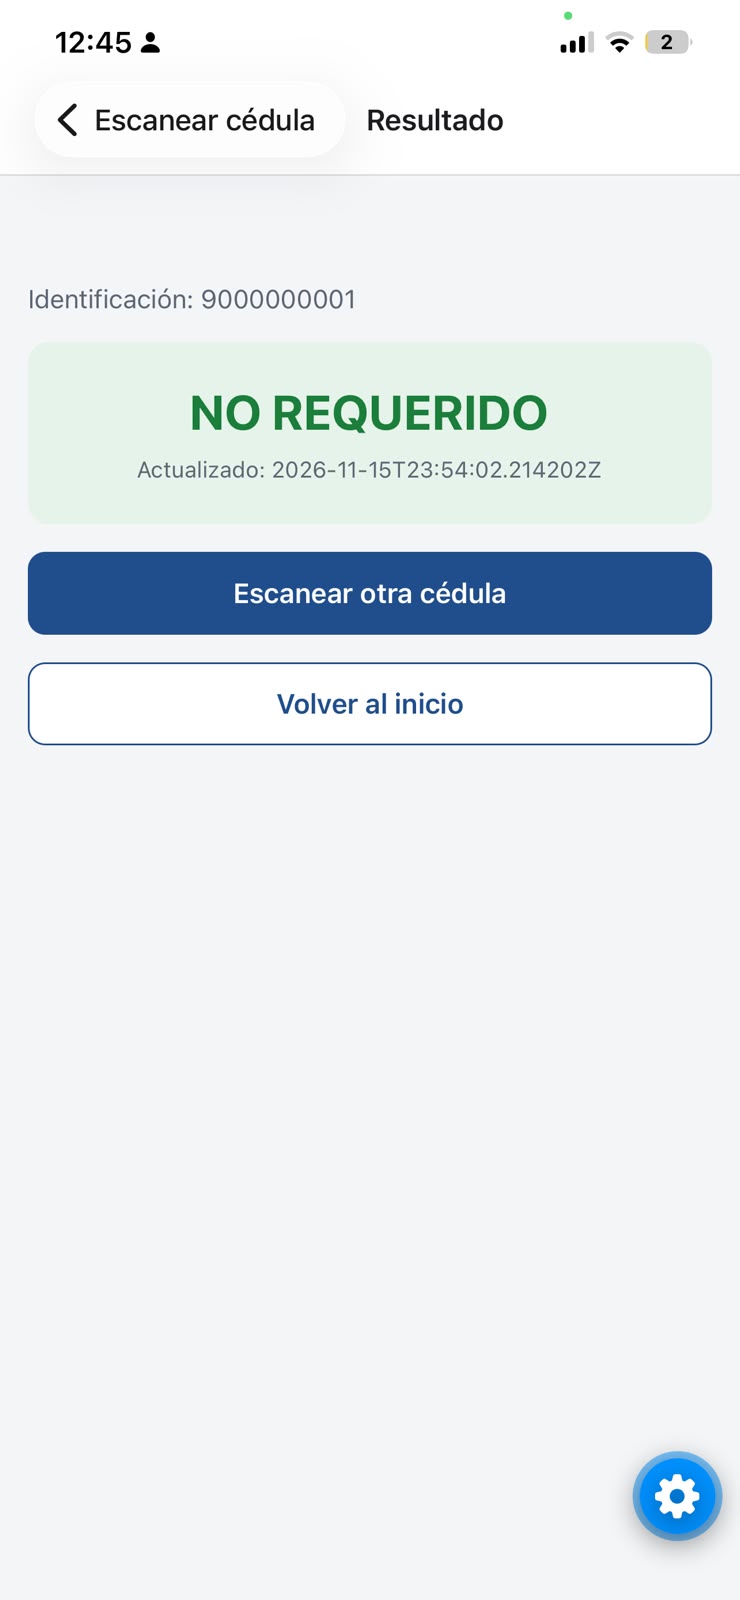 12:45
2
Escanear cédula
Resultado
Identificación: 9000000001
NO REQUERIDO
Actualizado: 2026-11-15T23:54:02.214202Z
Escanear otra cédula
Volver al inicio